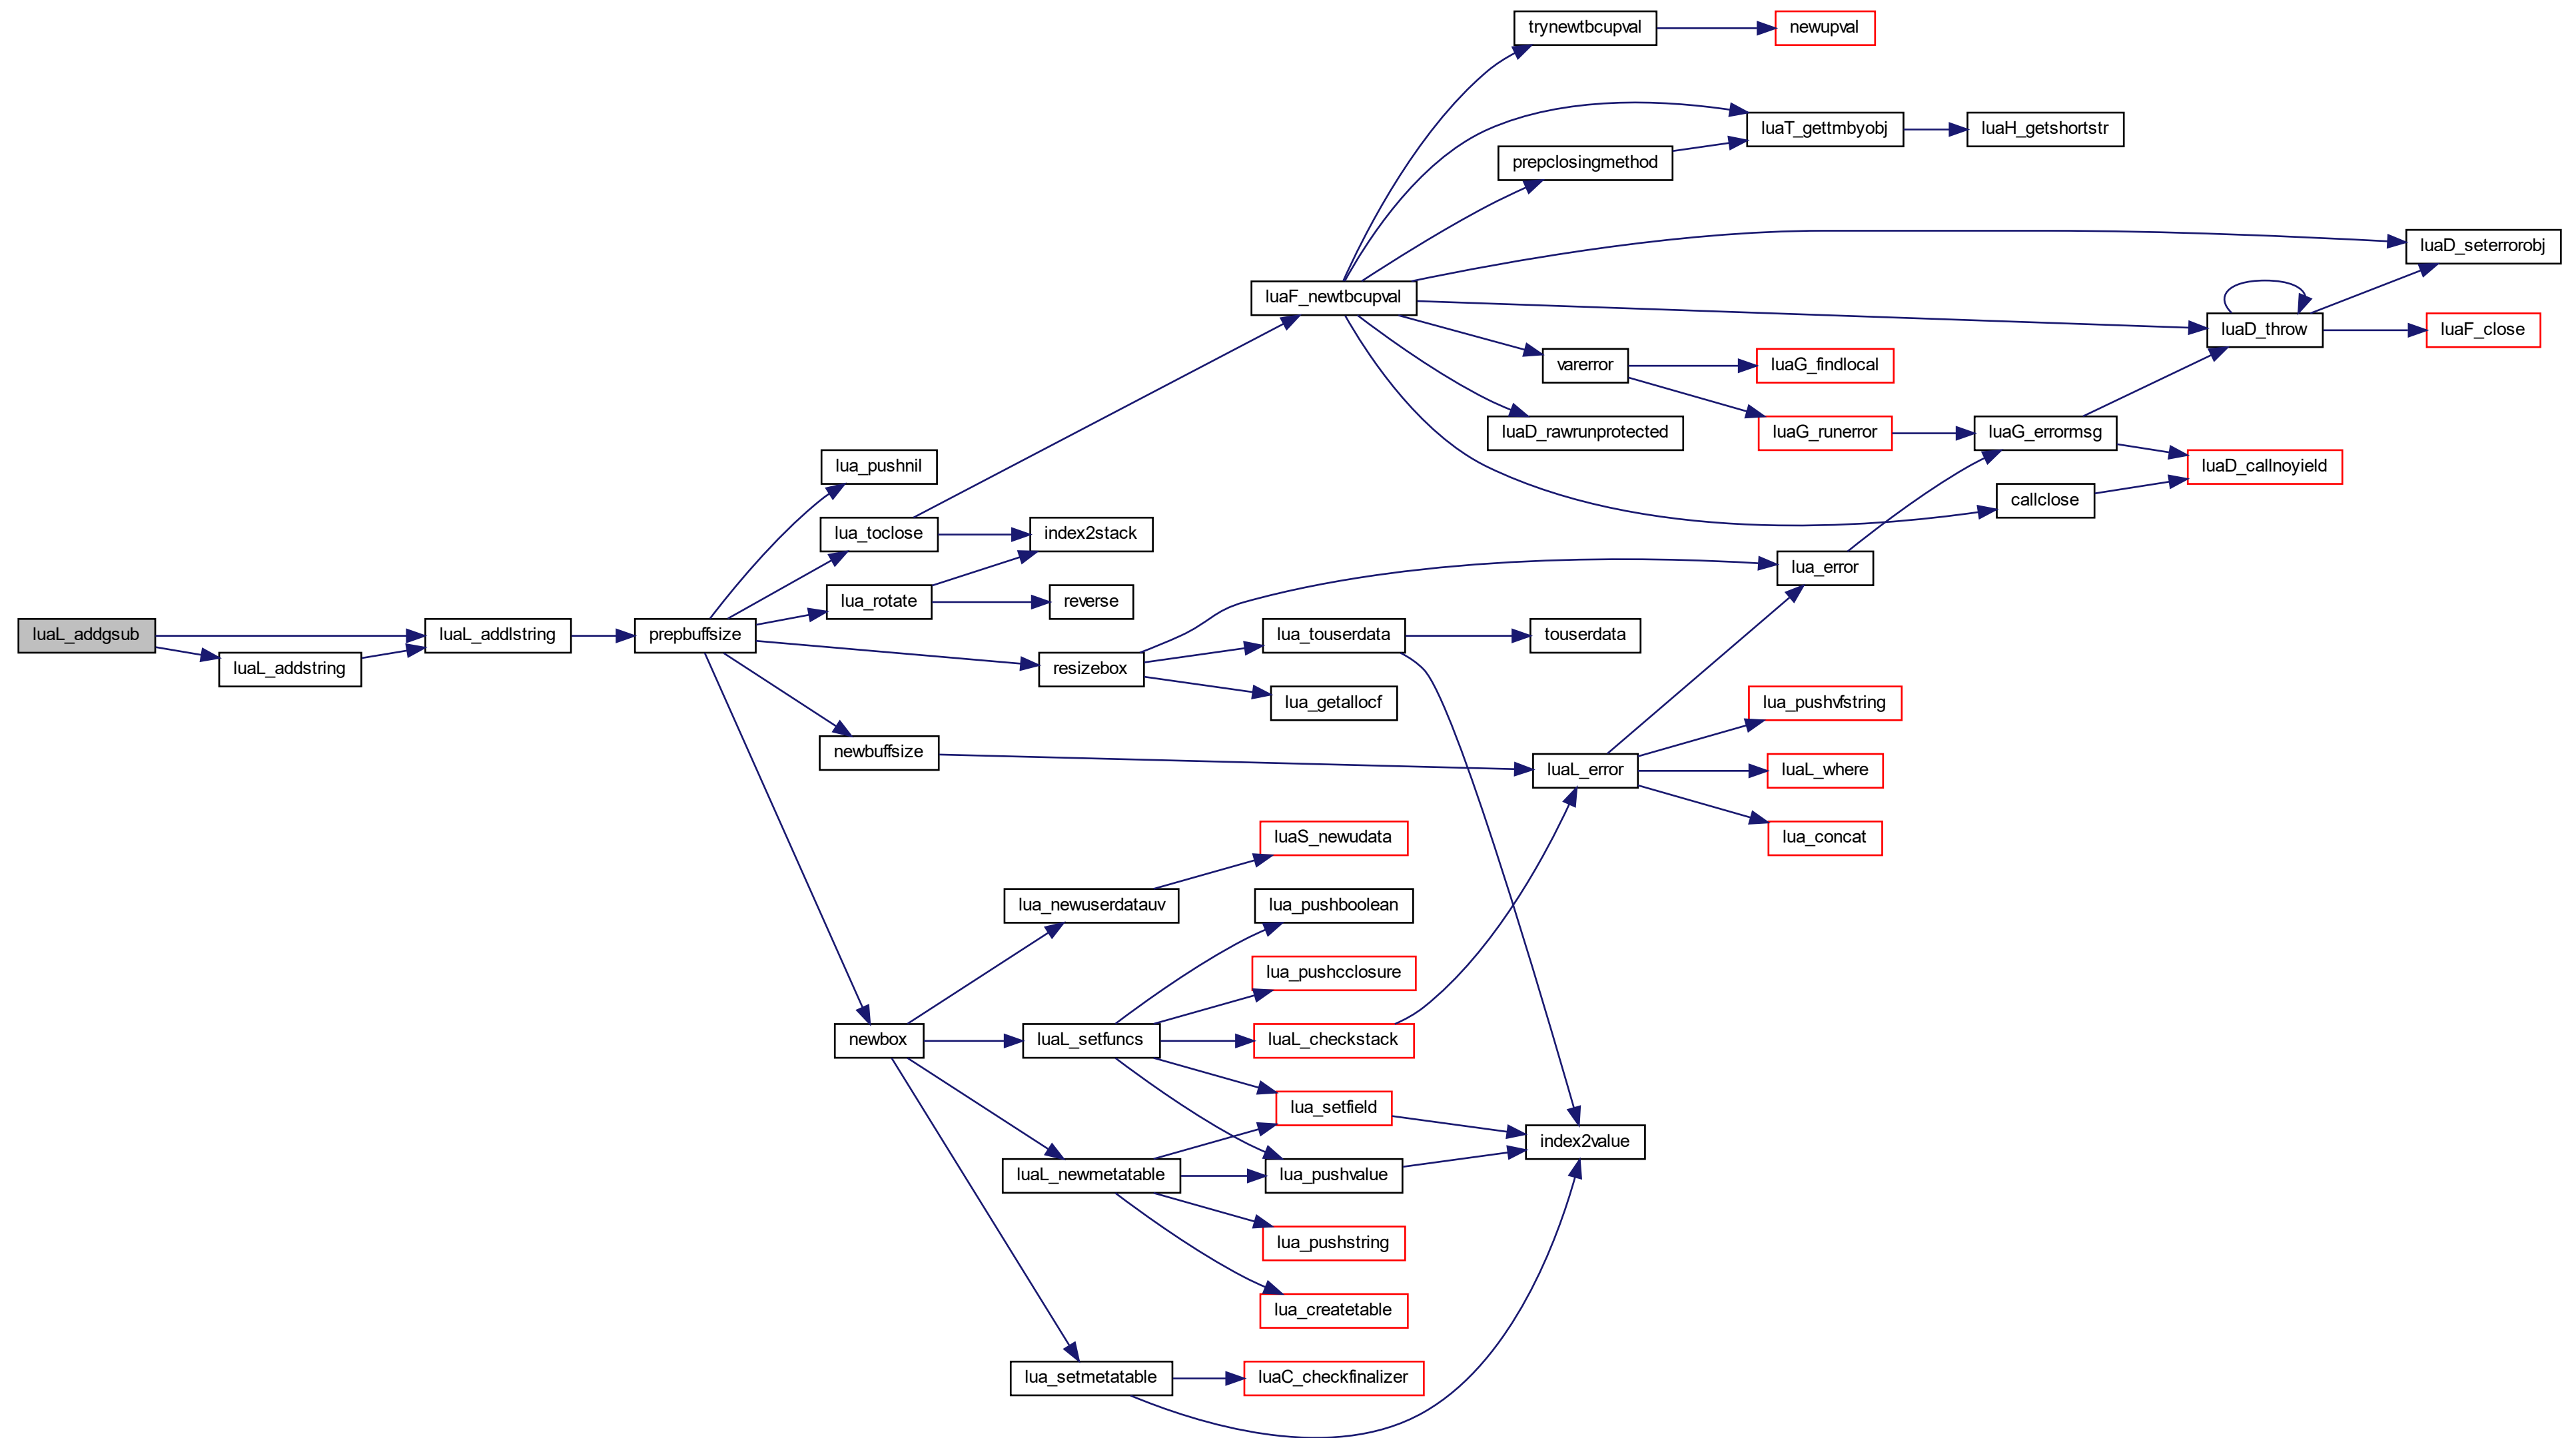 trynewtbcupval
newupval
luaT_gettmbyobj
luaH_getshortstr
prepclosingmethod
luaD_seterrorobj
luaF_newtbcupval
luaD_throw
luaF_close
varerror
luaG_findlocal
luaD_rawrunprotected
luaG_runerror
luaG_errormsg
lua_pushnil
luaD_callnoyield
callclose
lua_toclose
index2stack
lua_error
lua_rotate
reverse
luaL_addgsub
luaL_addlstring
prepbuffsize
lua_touserdata
touserdata
luaL_addstring
resizebox
lua_getallocf
lua_pushvfstring
newbuffsize
luaL_error
luaL_where
luaS_newudata
lua_concat
lua_newuserdatauv
lua_pushboolean
lua_pushcclosure
newbox
luaL_setfuncs
luaL_checkstack
lua_setfield
index2value
luaL_newmetatable
lua_pushvalue
lua_pushstring
lua_createtable
lua_setmetatable
luaC_checkfinalizer